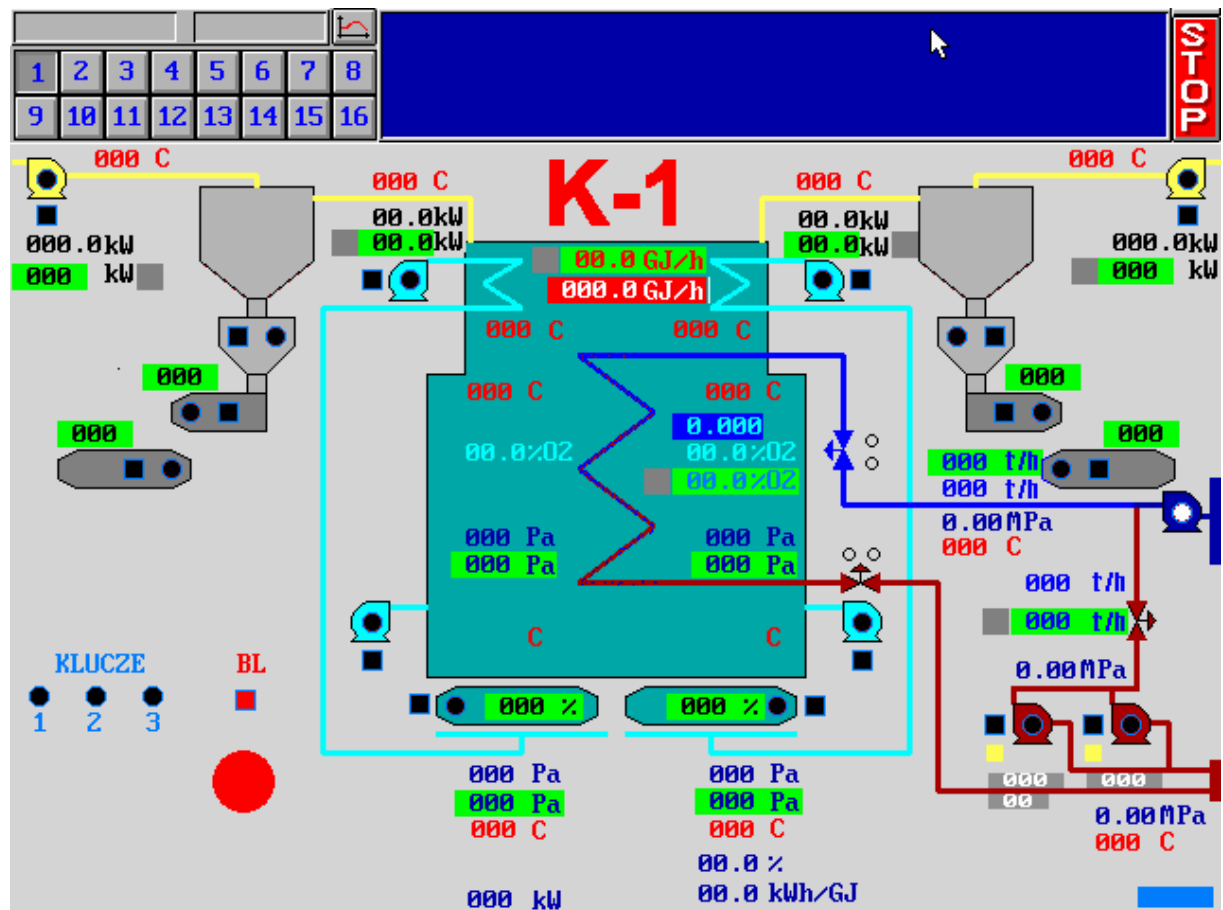 1 2 3 4 5 6 7 8
STOP
9 10 11 12 13 14 15 16
000 C
000 C
K-1
000 C
000 C
00.0kW
00.0kW
000.0kW
00.0kW
00.0kW
000.0kW
000 kW
00.0 GJ/h
000 kW
000.0 GJ/h
000 C
000 C
000
000
000 C
000 C
000
0.000
000
00.0%O2
00.0%O2
000 t/h
00.0%O2
000 t/h
0.00MPa
000 Pa
000 Pa
000 C
000 Pa
000 Pa
000 t/h
000 t/h
C
C
KLUCZE
BL
0.00MPa
1 2 3
000 %
000 %
000 Pa
000 Pa
000
000
000 Pa
000 Pa
00
0.00MPa
000 C
000 C
000 C
00.0 %
000 kW
00.0 kWh/GJ